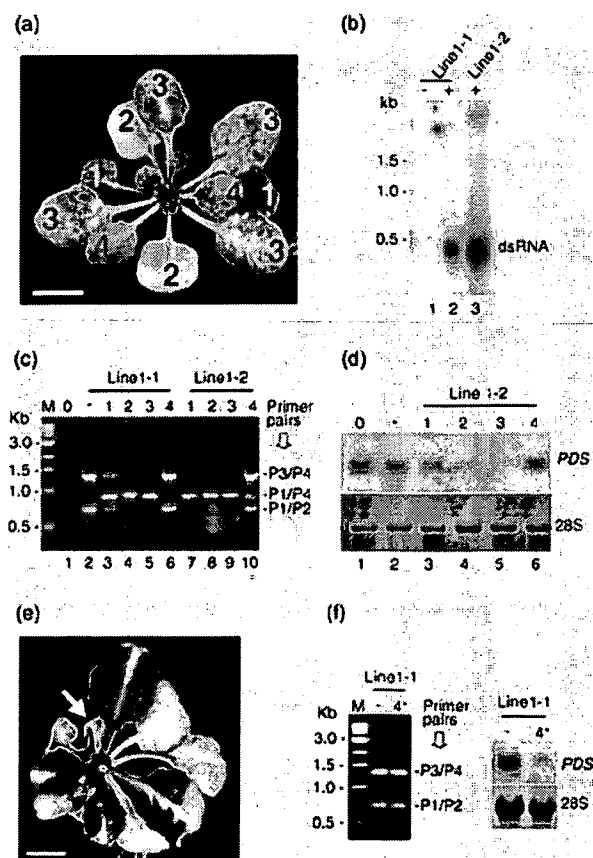 (a)
3
2
3
1
4
1
3
4
3
2
(b)
Line1-1
Line1-2
- + +
kb
1.5 -
1.0 -
0.5 -
dsRNA
1 2 3
(c)
Line1-1 Line1-2
M 0 - 1 2 3 4 1 2 3 4 Primer pairs
Kb
3.0 -
1.5 -
1.0 -
0.5 -
-P3/P4
-P1/P4
-P1/P2
1 2 3 4 5 6 7 8 9 10
(d)
Line 1-2
0 * 1 2 3 4
PDS
28S
1 2 3 4 5 6
(e)
(f)
Line1-1
M - 4* Primer pairs
Kb
3.0 -
1.5 -
1.0 -
0.5 -
-P3/P4
-P1/P2
Line1-1
- 4*
PDS
28S